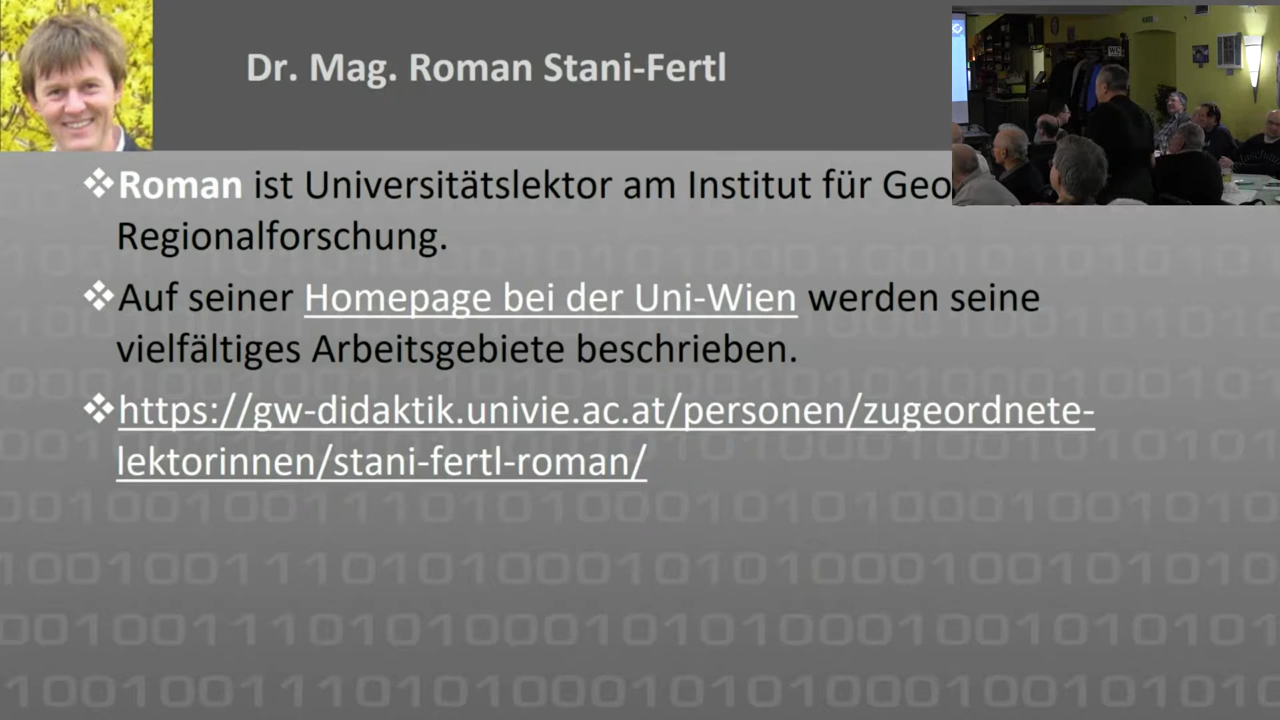 Dr. Mag. Roman Stani-Fertl
❖Roman ist Universitätslektor am Institut für Geo
Regionalforschung.
❖Auf seiner Homepage bei der Uni-Wien werden seine
vielfältiges Arbeitsgebiete beschrieben.
❖https://gw-didaktik.univie.ac.at/personen/zugeordnete-
lektorinnen/stani-fertl-roman/